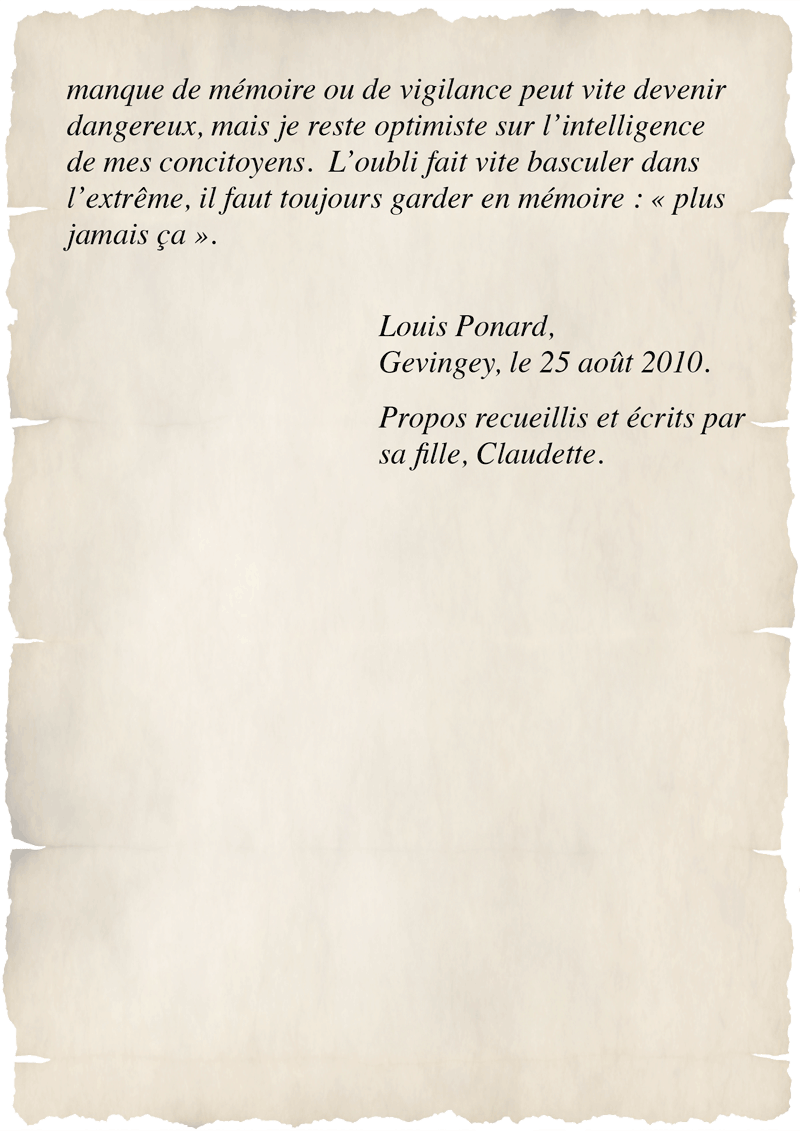 manque de mémoire ou de vigilance peut vite devenir
dangereux, mais je reste optimiste sur l’intelligence
de mes concitoyens.  L’oubli fait vite basculer dans
l’extrême, il faut toujours garder en mémoire : « plus
jamais ça ».
Louis Ponard,
Gevingey, le 25 août 2010.
Propos recueillis et écrits par
sa fille, Claudette.